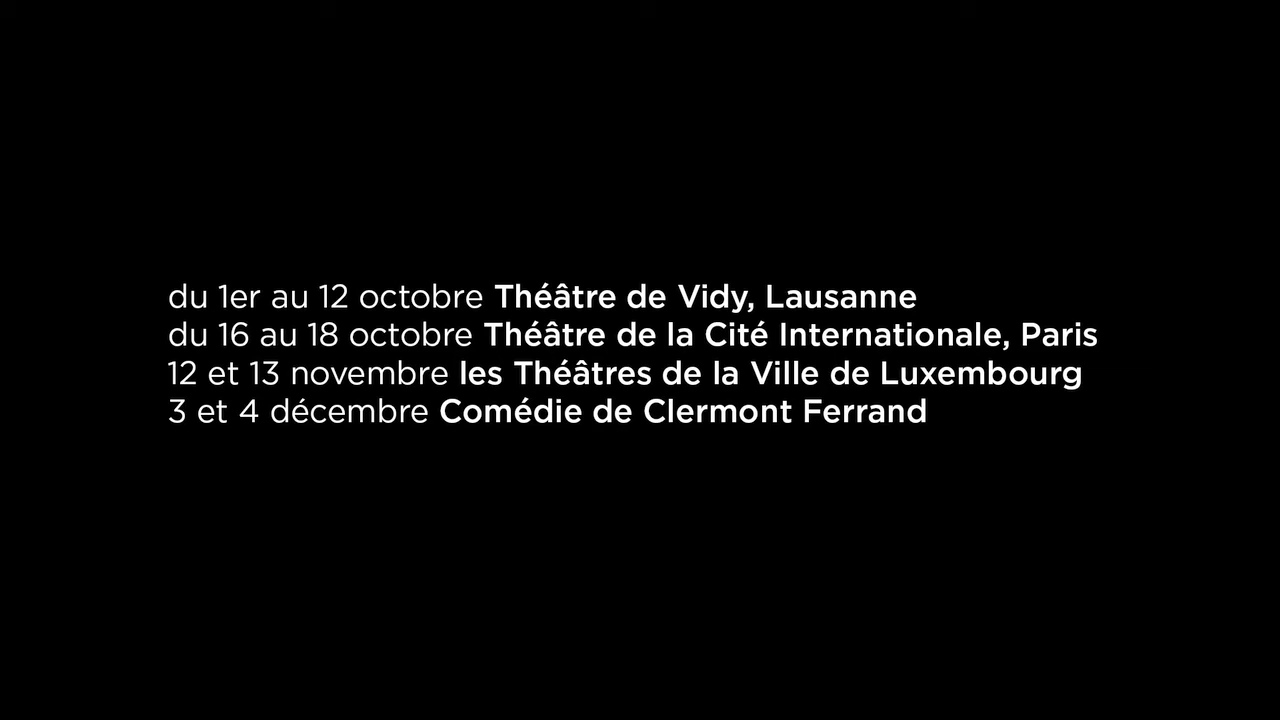 du 1er au 12 octobre Théâtre de Vidy, Lausanne
du 16 au 18 octobre Théâtre de la Cité Internationale, Paris
12 et 13 novembre les Théâtres de la Ville de Luxembourg
3 et 4 décembre Comédie de Clermont Ferrand